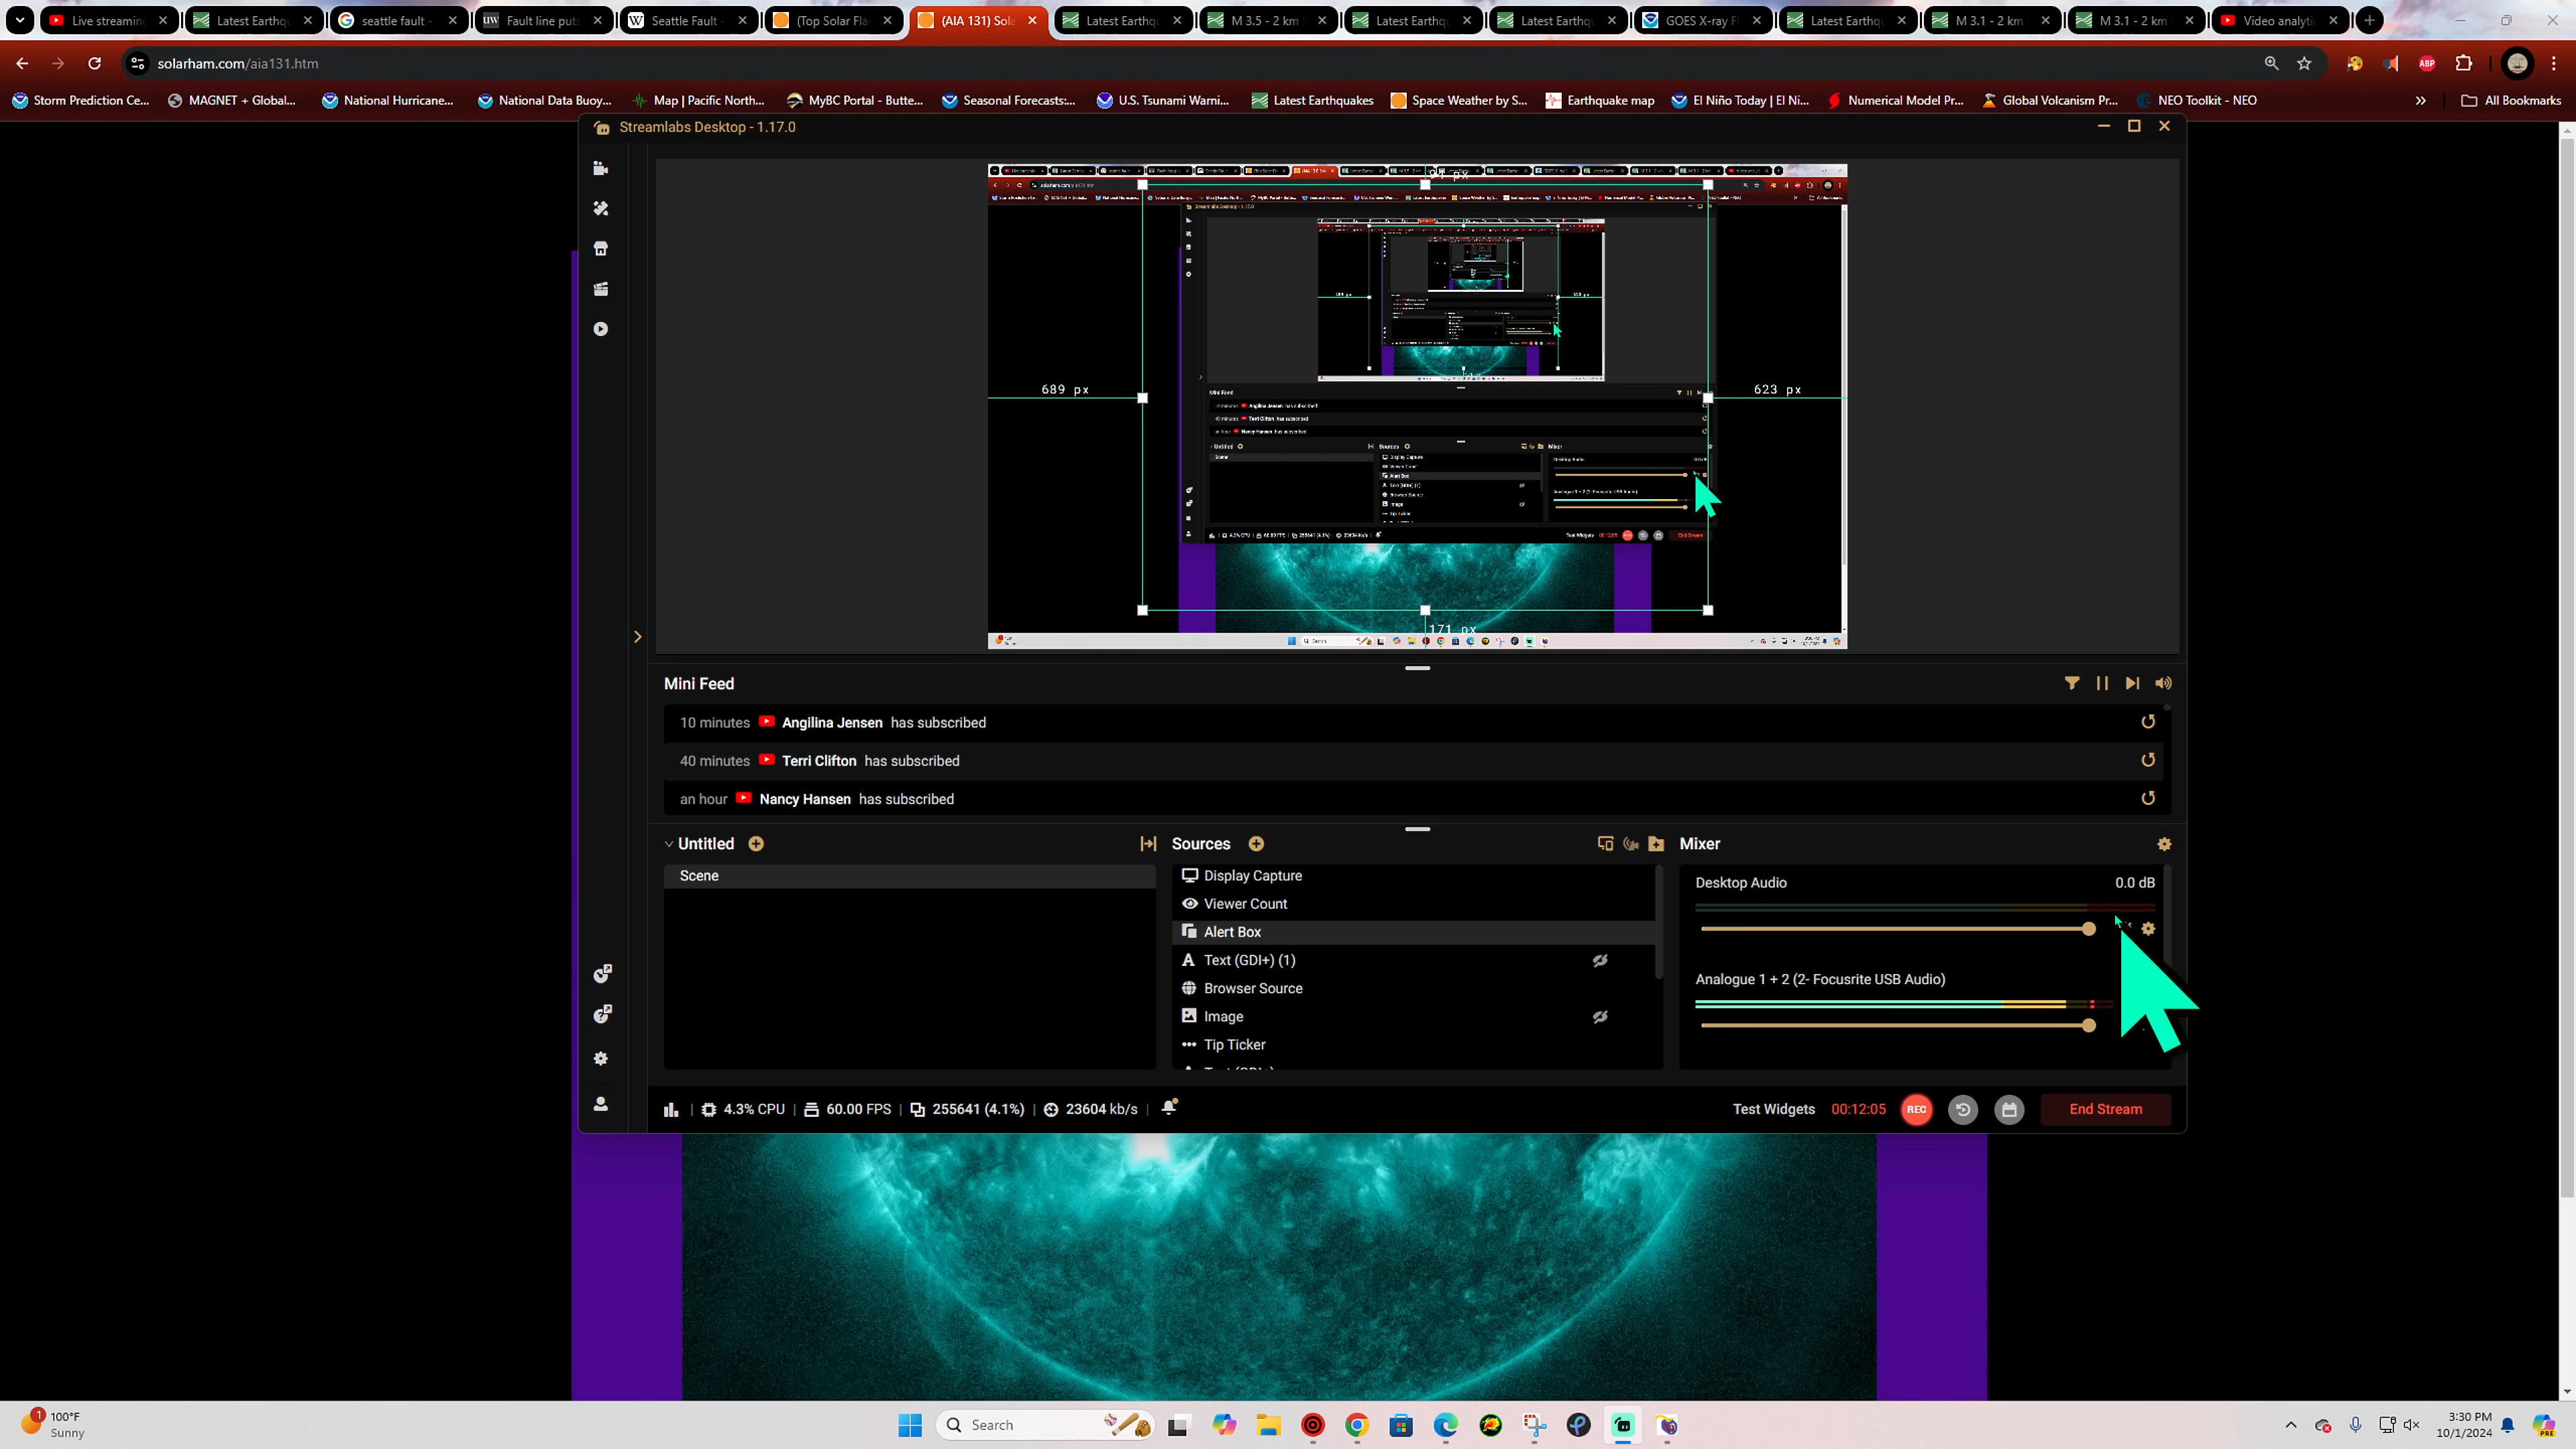 Live streaming
Latest Earthqu
seattle fault -
Fault line puts
Seattle Fault -
(Top Solar Fla
(AIA 131) Sola
Latest Earthqu
M 3.5 - 2 km
Latest Earthqu
Latest Earthqu
GOES X-ray F
Latest Earthqu
M 3.1 - 2 km
M 3.1 - 2 km
Video analyti
solarham.com/aia131.htm
ABP
Storm Prediction Ce...
MAGNET + Global...
National Hurricane...
National Data Buoy...
Map | Pacific North...
MyBC Portal - Butte...
Seasonal Forecasts:...
U.S. Tsunami Warni...
Latest Earthquakes
Space Weather by S...
Earthquake map
El Niño Today | El Ni...
Numerical Model Pr...
Global Volcanism Pr...
NEO Toolkit - NEO
All Bookmarks
Streamlabs Desktop - 1.17.0
689 px
623 px
171 px
Mini Feed
10 minutes Angilina Jensen has subscribed
40 minutes Terri Clifton has subscribed
an hour Nancy Hansen has subscribed
Untitled
Sources
Mixer
Scene
Display Capture
Viewer Count
Alert Box
Text (GDI+) (1)
Browser Source
Image
Tip Ticker
Desktop Audio 0.0 dB
Analogue 1 + 2 (2- Focusrite USB Audio)
4.3% CPU
60.00 FPS
255641 (4.1%)
23604 kb/s
Test Widgets
00:12:05
REC
End Stream
1
100°F
Sunny
Search
3:30 PM
10/1/2024
PRE